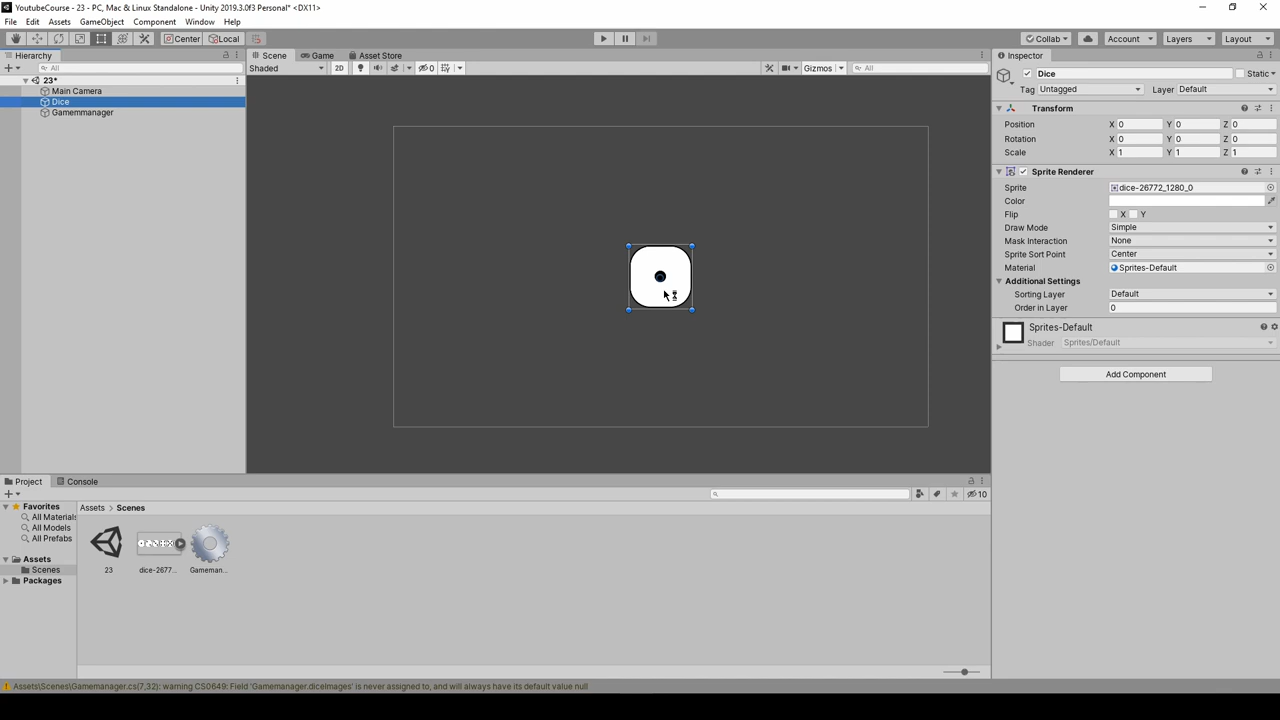 YoutubeCourse - 23 - PC, Mac & Linux Standalone - Unity 2019.3.0f3 Personal* <DX11>
File Edit Assets GameObject Component Window Help
Center Local Collab Account Layers Layout
Hierarchy
All
23*
Main Camera
Dice
Gamemmanager
Scene Game Asset Store
Shaded 2D 0 Gizmos All
Inspector
Dice Static
Tag Untagged Layer Default
Transform
Position X 0 Y 0 Z 0
Rotation X 0 Y 0 Z 0
Scale X 1 Y 1 Z 1
Sprite Renderer
Sprite dice-26772_1280_0
Color
Flip X Y
Draw Mode Simple
Mask Interaction None
Sprite Sort Point Center
Material Sprites-Default
Additional Settings
Sorting Layer Default
Order in Layer 0
Sprites-Default
Shader Sprites/Default
Add Component
Project Console
10
Favorites
All Materials
All Models
All Prefabs
Assets
Scenes
Packages
Assets > Scenes
23 dice-2677... Gameman...
Assets\Scenes\Gamemanager.cs(7,32): warning CS0649: Field 'Gamemanager.diceImages' is never assigned to, and will always have its default value null